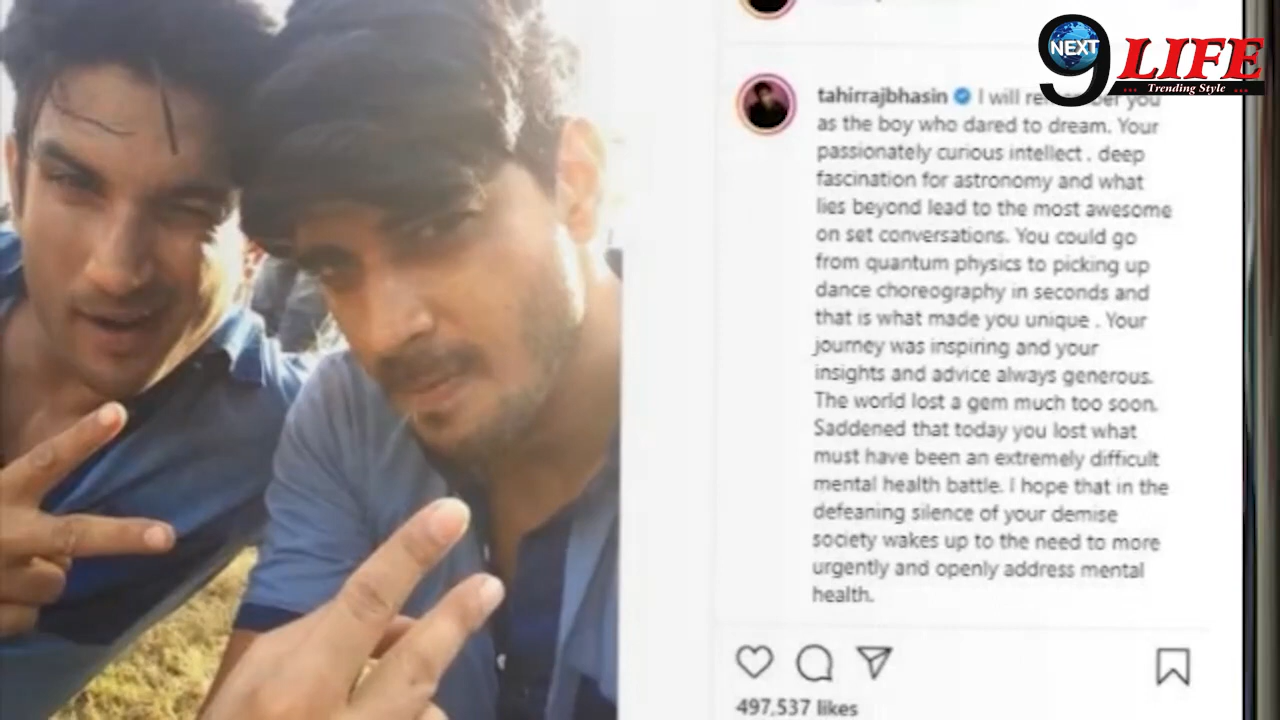 NEXT
9 LIFE
Trending Style
tahirrajbhasin I will remember you
as the boy who dared to dream. Your
passionately curious intellect , deep
fascination for astronomy and what
lies beyond lead to the most awesome
on set conversations. You could go
from quantum physics to picking up
dance choreography in seconds and
that is what made you unique . Your
journey was inspiring and your
insights and advice always generous.
The world lost a gem much too soon.
Saddened that today you lost what
must have been an extremely difficult
mental health battle. I hope that in the
defeaning silence of your demise
society wakes up to the need to more
urgently and openly address mental
health.
497,537 likes